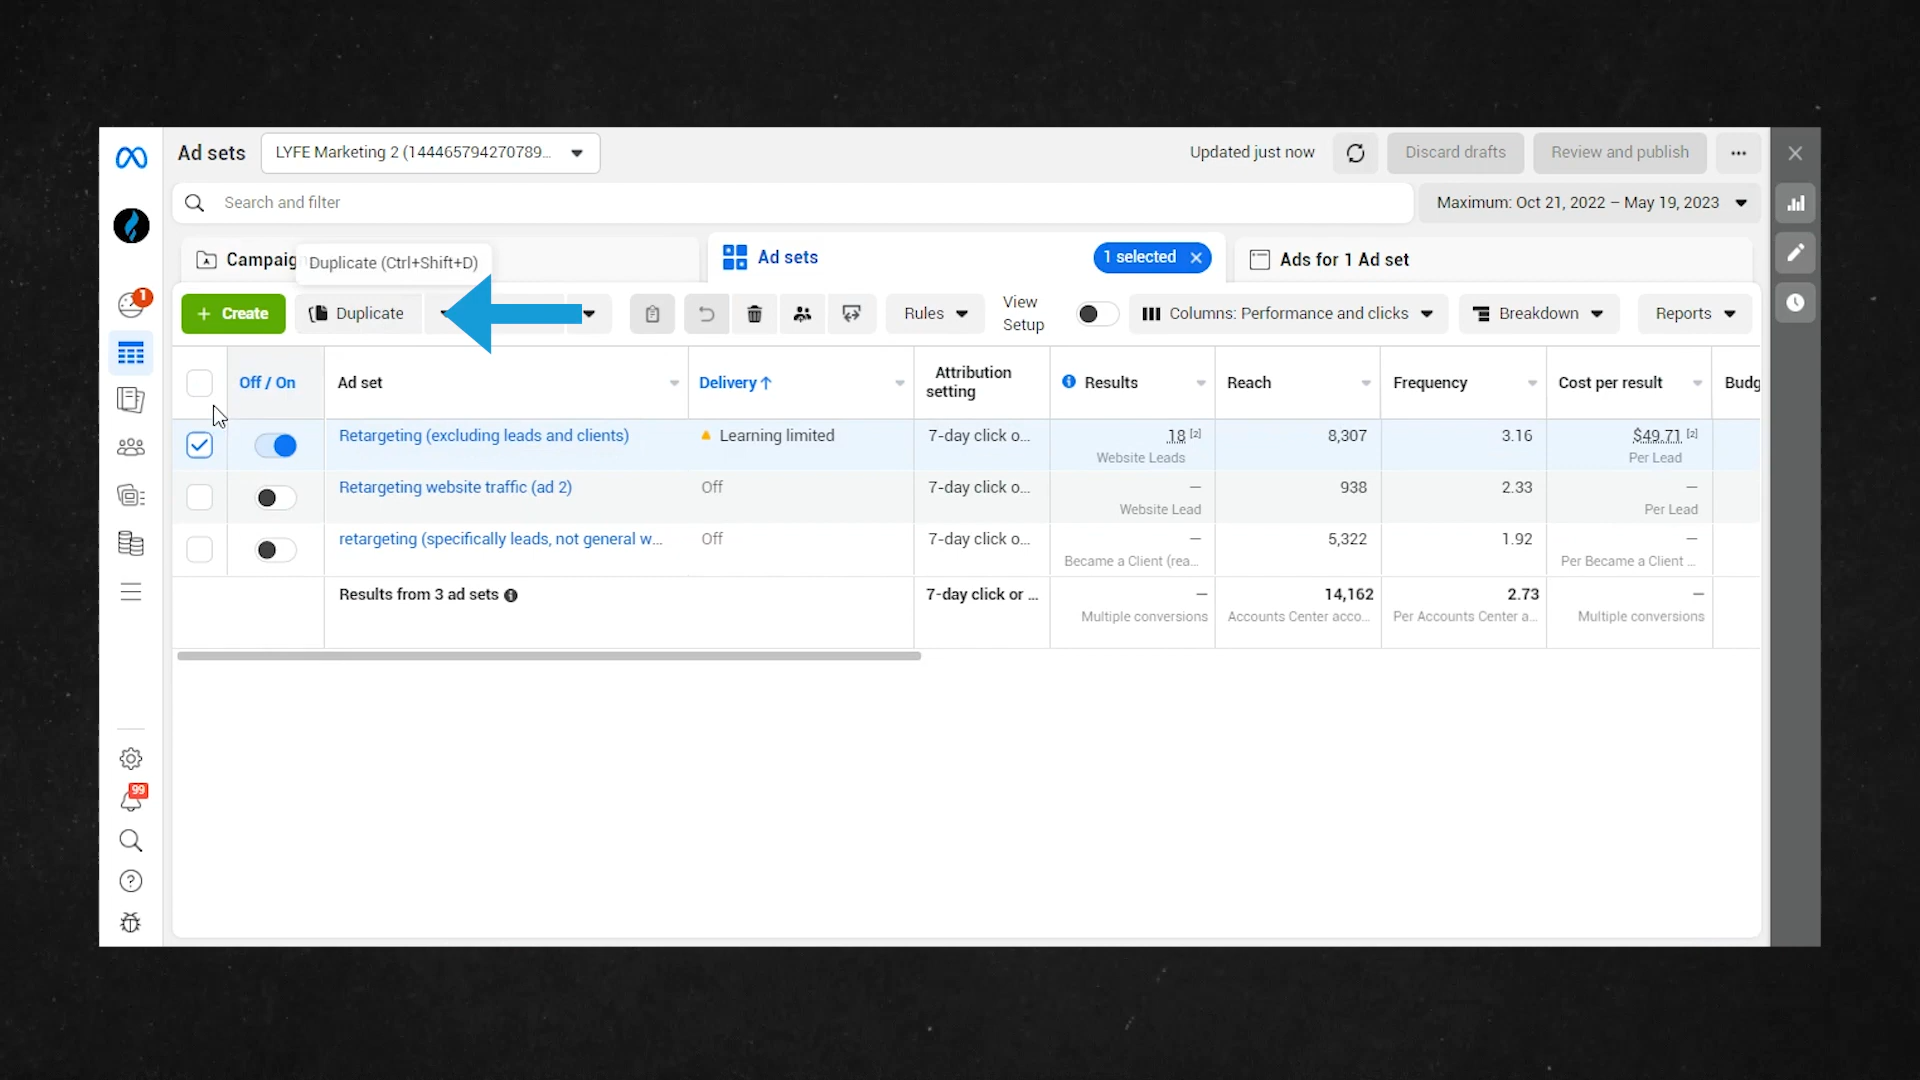 Ad sets
LYFE Marketing 2 (144465794270789...
Updated just now
Discard drafts
Review and publish
Search and filter
Maximum: Oct 21, 2022 – May 19, 2023
Campaig
Duplicate (Ctrl+Shift+D)
Ad sets
1 selected
Ads for 1 Ad set
1
+ Create
Duplicate
Rules
View
Setup
Columns: Performance and clicks
Breakdown
Reports
Off / On
Ad set
Delivery ↑
Attribution
setting
Results
Reach
Frequency
Cost per result
Budg
Retargeting (excluding leads and clients)
Learning limited
7-day click o...
18 [2]
Website Leads
8,307
3.16
$49.71 [2]
Per Lead
Retargeting website traffic (ad 2)
Off
7-day click o...
—
Website Lead
938
2.33
—
Per Lead
retargeting (specifically leads, not general w...
Off
7-day click o...
—
Became a Client (rea...
5,322
1.92
—
Per Became a Client ...
Results from 3 ad sets
7-day click or ...
—
Multiple conversions
14,162
Accounts Center acco...
2.73
Per Accounts Center a...
—
Multiple conversions
99